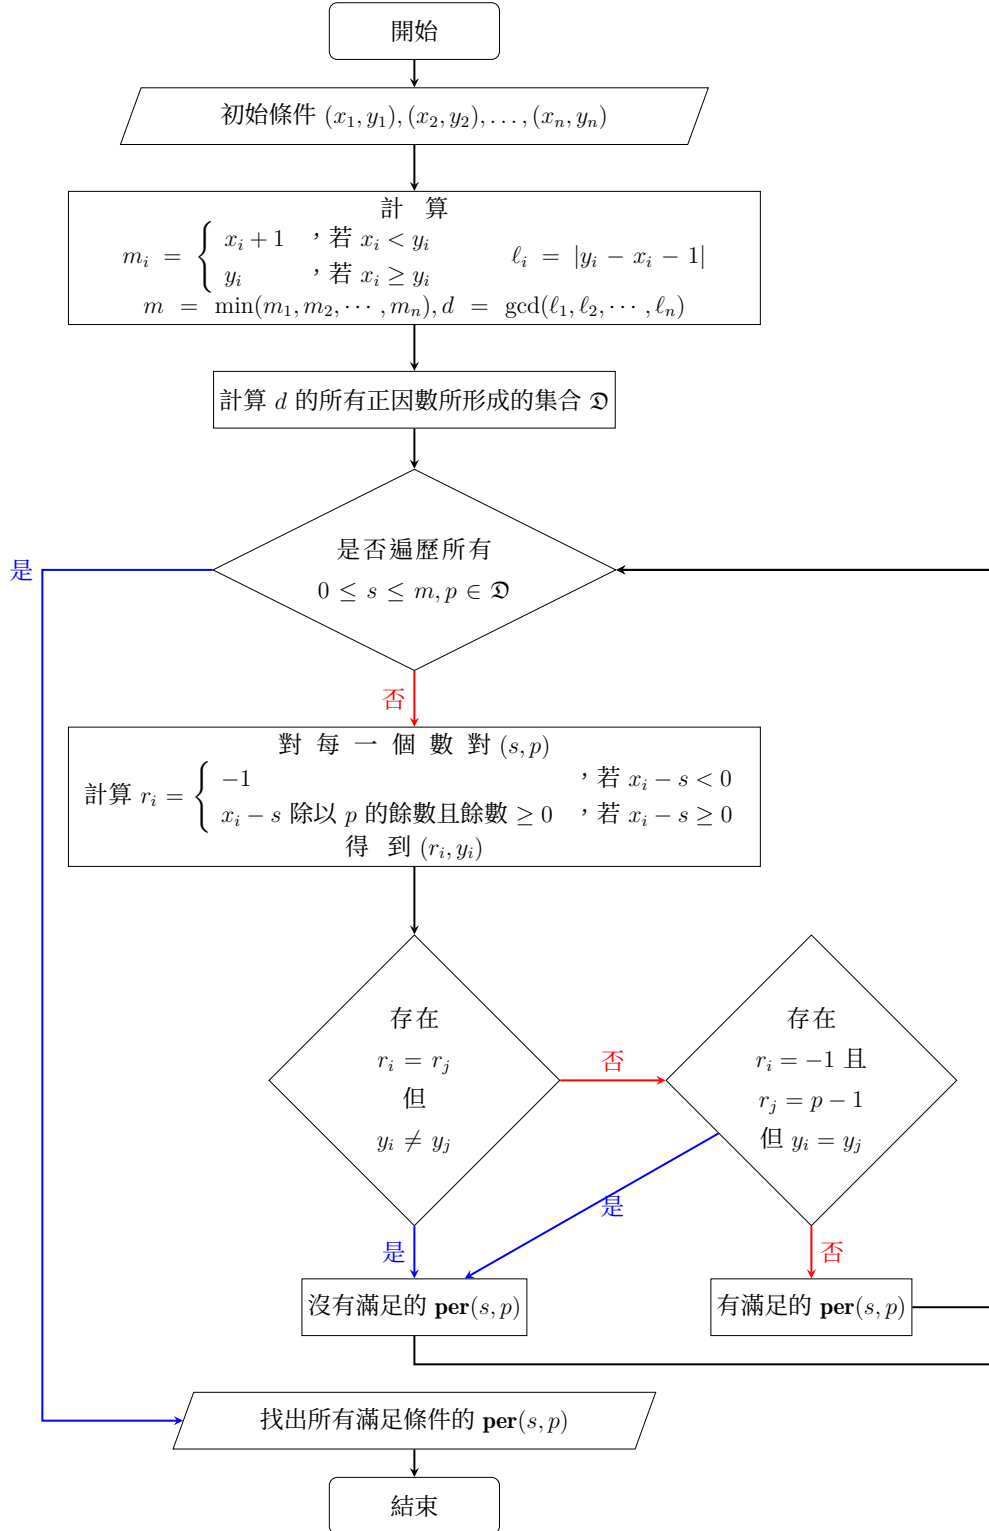 開始
初始條件 (x₁, y₁), (x₂, y₂), . . . , (xₙ, yₙ)
計 算
mᵢ = { xᵢ + 1 ，若 xᵢ < yᵢ
yᵢ ，若 xᵢ ≥ yᵢ
ℓᵢ = |yᵢ − xᵢ − 1|
m = min(m₁, m₂, · · · , mₙ), d = gcd(ℓ₁, ℓ₂, · · · , ℓₙ)
計算 d 的所有正因數所形成的集合 𝔇
是否遍歷所有
0 ≤ s ≤ m, p ∈ 𝔇
是
否
對 每 一 個 數 對 (s, p)
計算 rᵢ = { −1 ，若 xᵢ − s < 0
xᵢ − s 除以 p 的餘數且餘數 ≥ 0 ，若 xᵢ − s ≥ 0
得 到 (rᵢ, yᵢ)
存在
rᵢ = rⱼ
但
yᵢ ≠ yⱼ
否
存在
rᵢ = −1 且
rⱼ = p − 1
但 yᵢ = yⱼ
是
是
否
沒有滿足的 per(s, p)
有滿足的 per(s, p)
找出所有滿足條件的 per(s, p)
結束